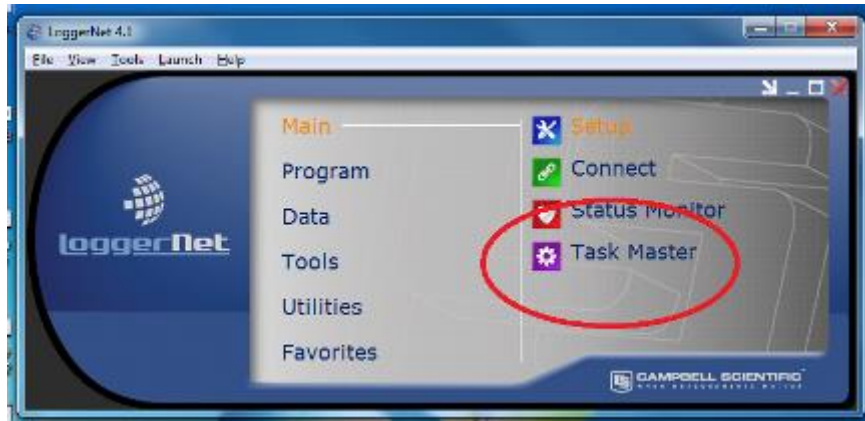 LoggerNet 4.1
File View Tools Launch Help
Main
Setup
Program
Connect
Data
Status Monitor
LoggerNet
Tools
Task Master
Utilities
Favorites
CAMPBELL SCIENTIFIC